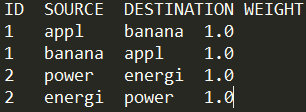 ID SOURCE DESTINATION WEIGHT
1 appl banana 1.0
1 banana appl 1.0
2 power energi 1.0
2 energi power 1.0